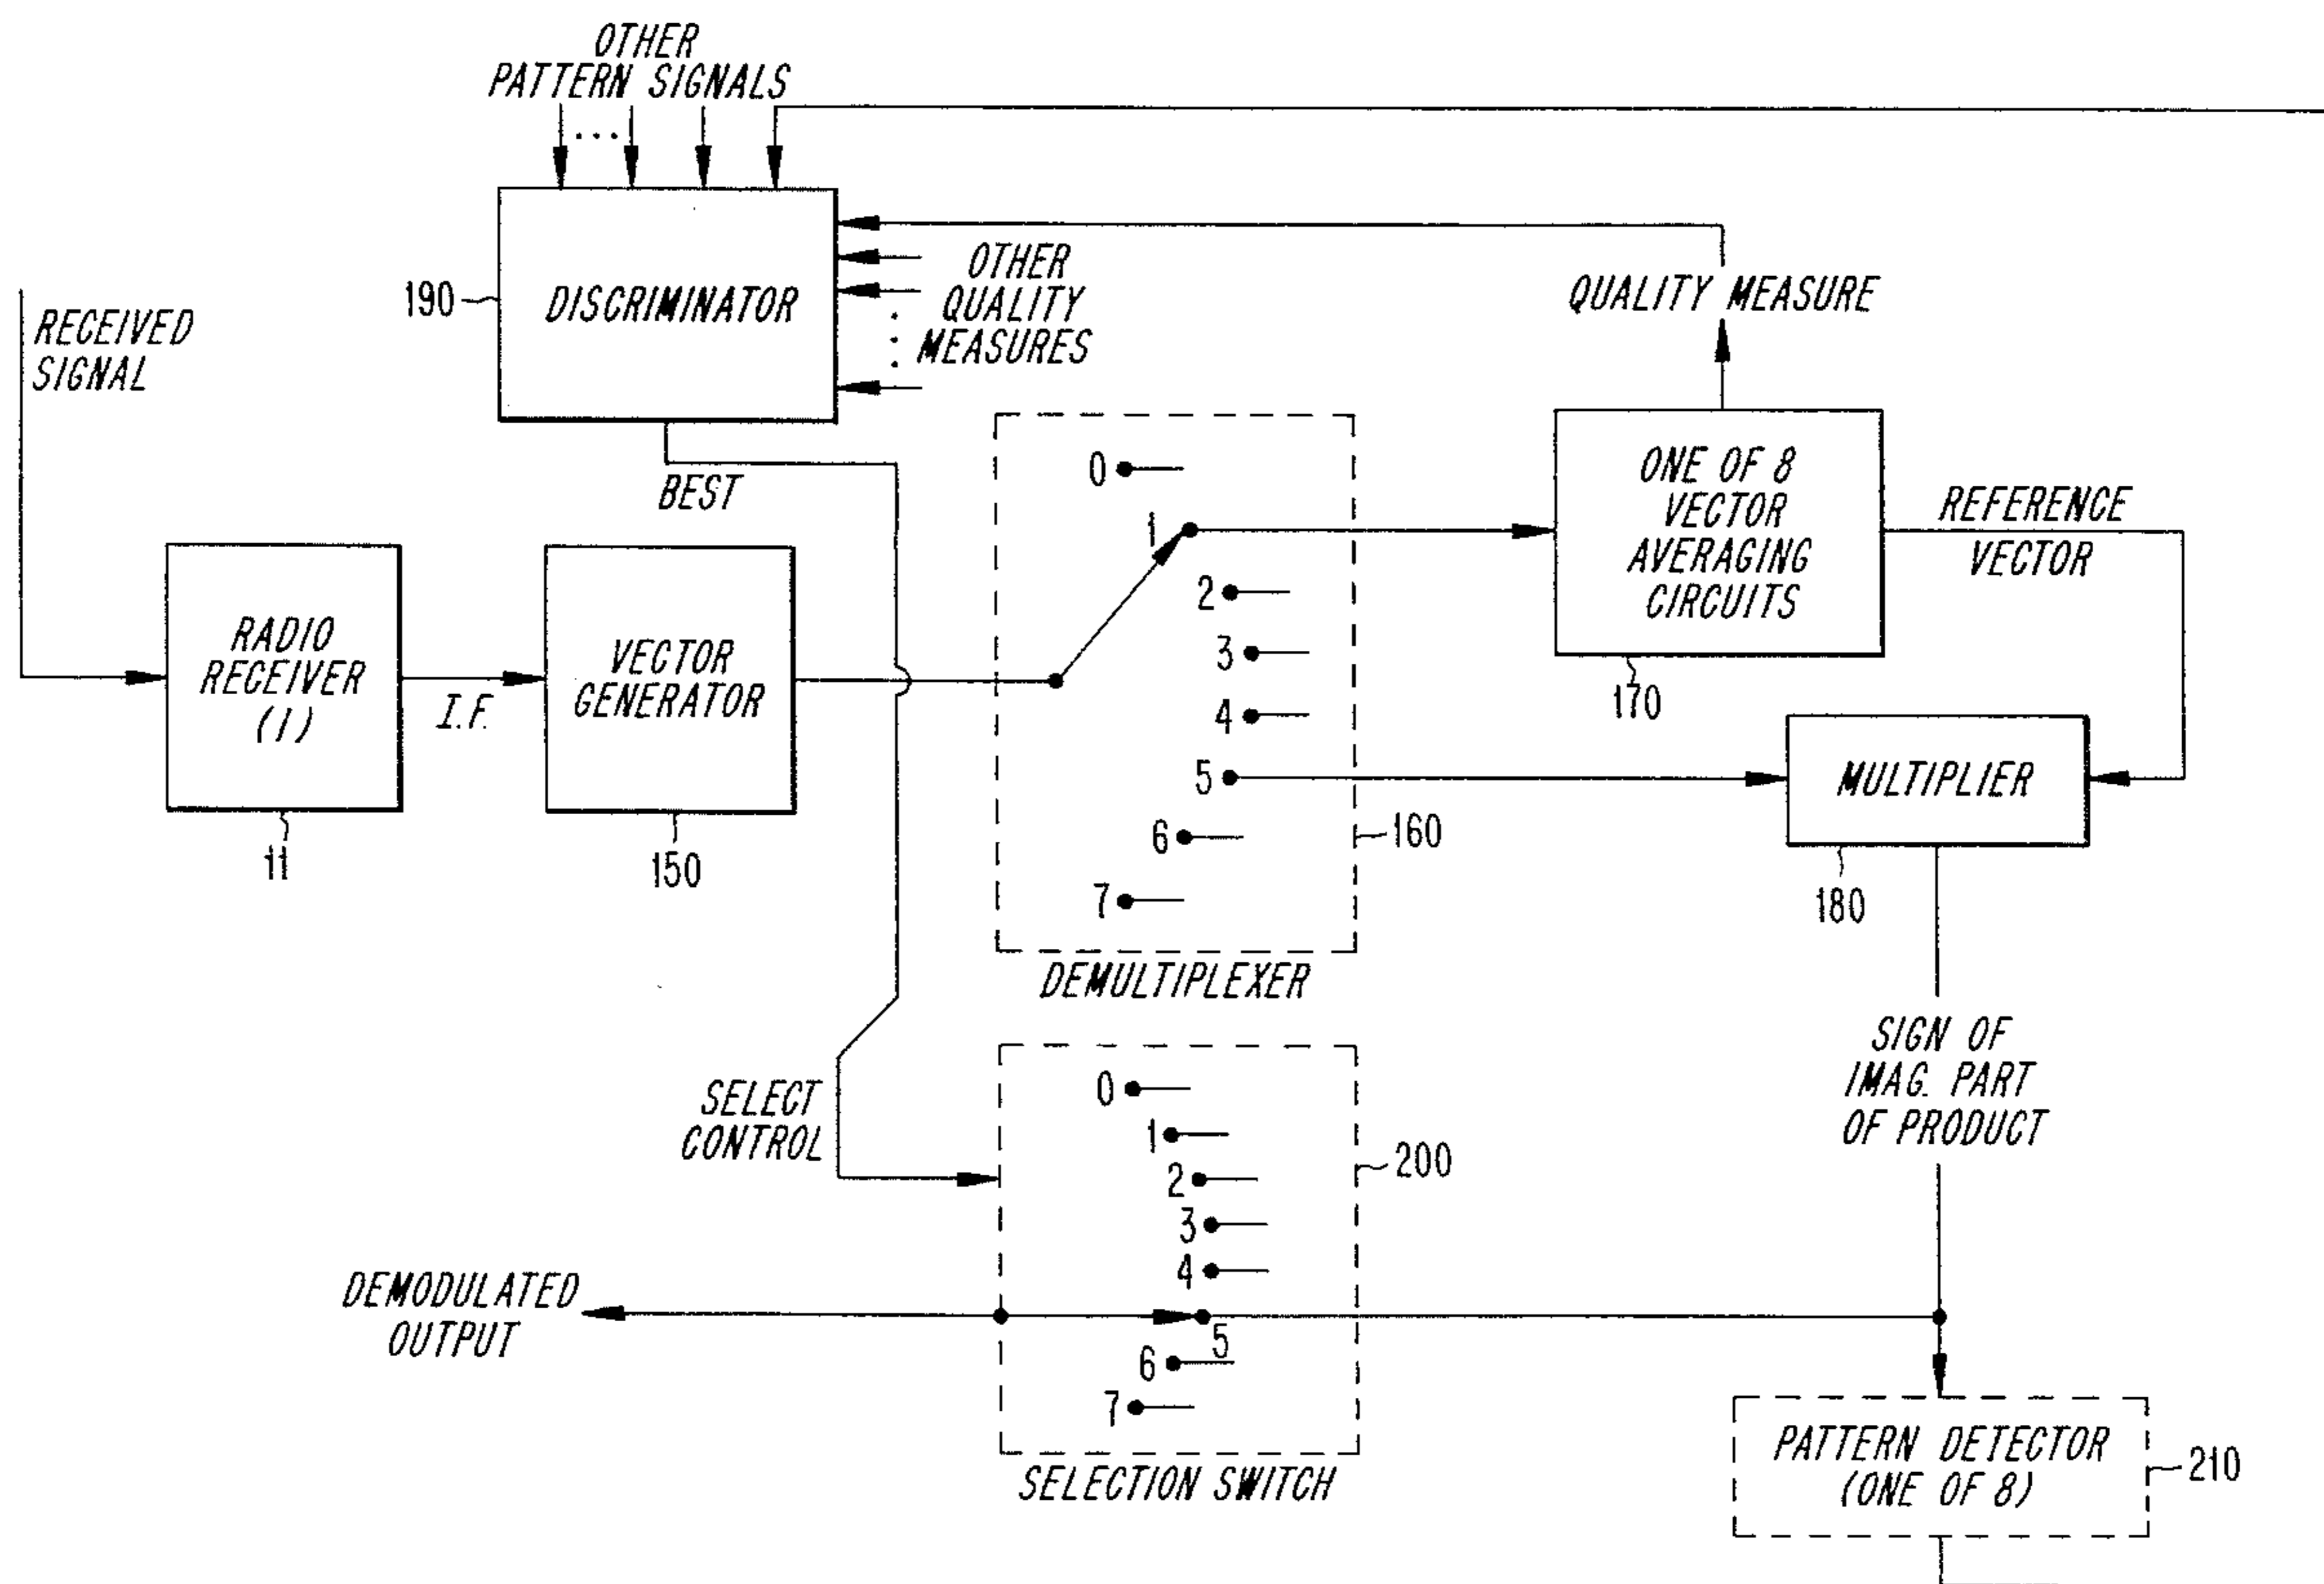 OTHER
PATTERN SIGNALS
RECEIVED
SIGNAL
190
DISCRIMINATOR
OTHER
QUALITY
MEASURES
QUALITY MEASURE
BEST
0
1
2
3
4
5
6
7
ONE OF 8
VECTOR
AVERAGING
CIRCUITS
REFERENCE
VECTOR
170
RADIO
RECEIVER
(1)
I.F.
VECTOR
GENERATOR
11
150
160
MULTIPLIER
180
DEMULTIPLEXER
SIGN OF
IMAG. PART
OF PRODUCT
SELECT
CONTROL
0
1
2
3
4
5
6
7
200
DEMODULATED
OUTPUT
SELECTION SWITCH
PATTERN DETECTOR
(ONE OF 8)
210